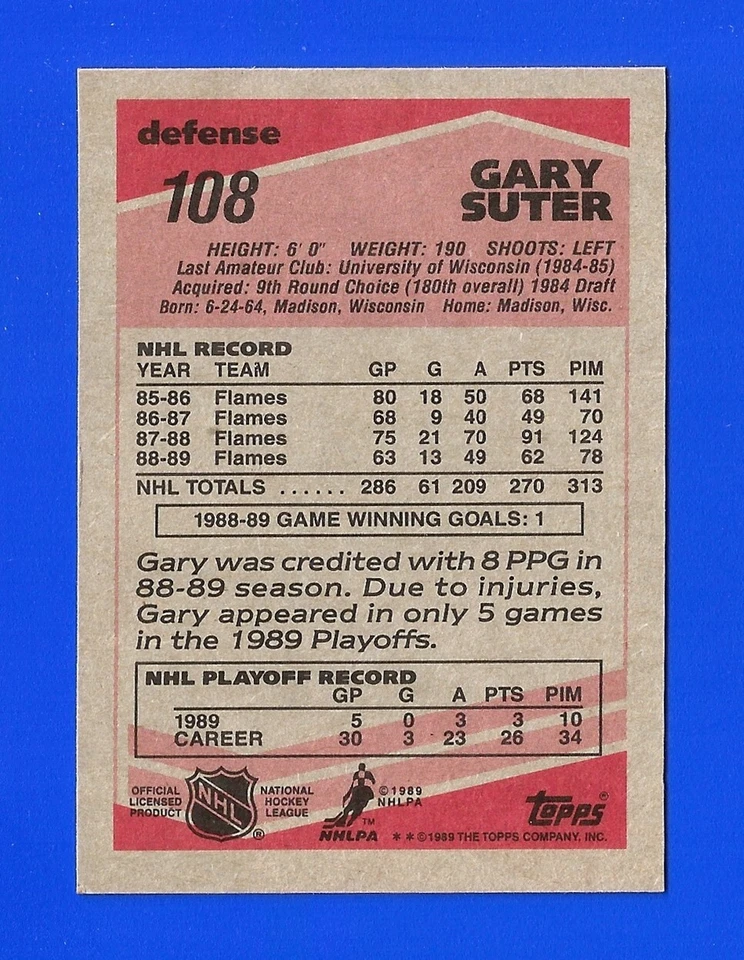 defense
108
GARY
SUTER
HEIGHT: 6' 0" WEIGHT: 190 SHOOTS: LEFT
Last Amateur Club: University of Wisconsin (1984-85)
Acquired: 9th Round Choice (180th overall) 1984 Draft
Born: 6-24-64, Madison, Wisconsin Home: Madison, Wisc.
NHL RECORD
YEAR TEAM GP G A PTS PIM
85-86 Flames 80 18 50 68 141
86-87 Flames 68 9 40 49 70
87-88 Flames 75 21 70 91 124
88-89 Flames 63 13 49 62 78
NHL TOTALS ...... 286 61 209 270 313
1988-89 GAME WINNING GOALS: 1
Gary was credited with 8 PPG in
88-89 season. Due to injuries,
Gary appeared in only 5 games
in the 1989 Playoffs.
NHL PLAYOFF RECORD
GP G A PTS PIM
1989 5 0 3 3 10
CAREER 30 3 23 26 34
OFFICIAL
LICENSED
PRODUCT
NHL
®
NATIONAL
HOCKEY
LEAGUE
©1989
NHLPA
TM
NHLPA
topps®
**©1989 THE TOPPS COMPANY, INC.